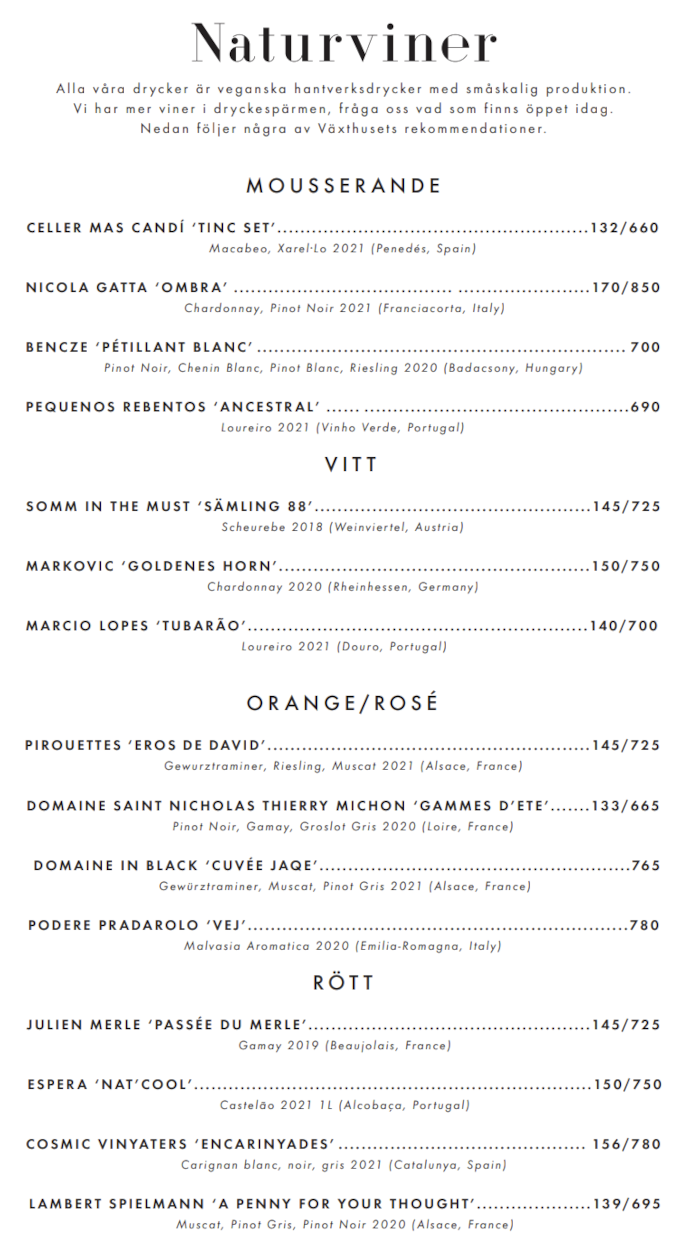 Naturviner
Alla våra drycker är veganska hantverksdrycker med småskalig produktion.
Vi har mer viner i dryckespärmen, fråga oss vad som finns öppet idag.
Nedan följer några av Växthusets rekommendationer.
MOUSSERANDE
CELLER MAS CANDÍ ‘TINC SET’......................................................132/660
Macabeo, Xarel·Lo 2021 (Penedés, Spain)
NICOLA GATTA ‘OMBRA’ ...................................... .......................170/850
Chardonnay, Pinot Noir 2021 (Franciacorta, Italy)
BENCZE ‘PÉTILLANT BLANC’ ................................................................ 700
Pinot Noir, Chenin Blanc, Pinot Blanc, Riesling 2020 (Badacsony, Hungary)
PEQUENOS REBENTOS ‘ANCESTRAL’ ...... ..............................................690
Loureiro 2021 (Vinho Verde, Portugal)
VITT
SOMM IN THE MUST ‘SÄMLING 88’................................................145/725
Scheurebe 2018 (Weinviertel, Austria)
MARKOVIC ‘GOLDENES HORN’......................................................150/750
Chardonnay 2020 (Rheinhessen, Germany)
MARCIO LOPES ‘TUBARÃO’...........................................................140/700
Loureiro 2021 (Douro, Portugal)
ORANGE/ROSÉ
PIROUETTES ‘EROS DE DAVID’........................................................145/725
Gewurztraminer, Riesling, Muscat 2021 (Alsace, France)
DOMAINE SAINT NICHOLAS THIERRY MICHON ‘GAMMES D’ETE’.......133/665
Pinot Noir, Gamay, Groslot Gris 2020 (Loire, France)
DOMAINE IN BLACK ‘CUVÉE JAQE’......................................................765
Gewürztraminer, Muscat, Pinot Gris 2021 (Alsace, France)
PODERE PRADAROLO ‘VEJ’..................................................................780
Malvasia Aromatica 2020 (Emilia-Romagna, Italy)
RÖTT
JULIEN MERLE ‘PASSÉE DU MERLE’.................................................145/725
Gamay 2019 (Beaujolais, France)
ESPERA ‘NAT’COOL’.....................................................................150/750
Castelão 2021 1L (Alcobaça, Portugal)
COSMIC VINYATERS ‘ENCARINYADES’ ........................................... 156/780
Carignan blanc, noir, gris 2021 (Catalunya, Spain)
LAMBERT SPIELMANN ‘A PENNY FOR YOUR THOUGHT’....................139/695
Muscat, Pinot Gris, Pinot Noir 2020 (Alsace, France)